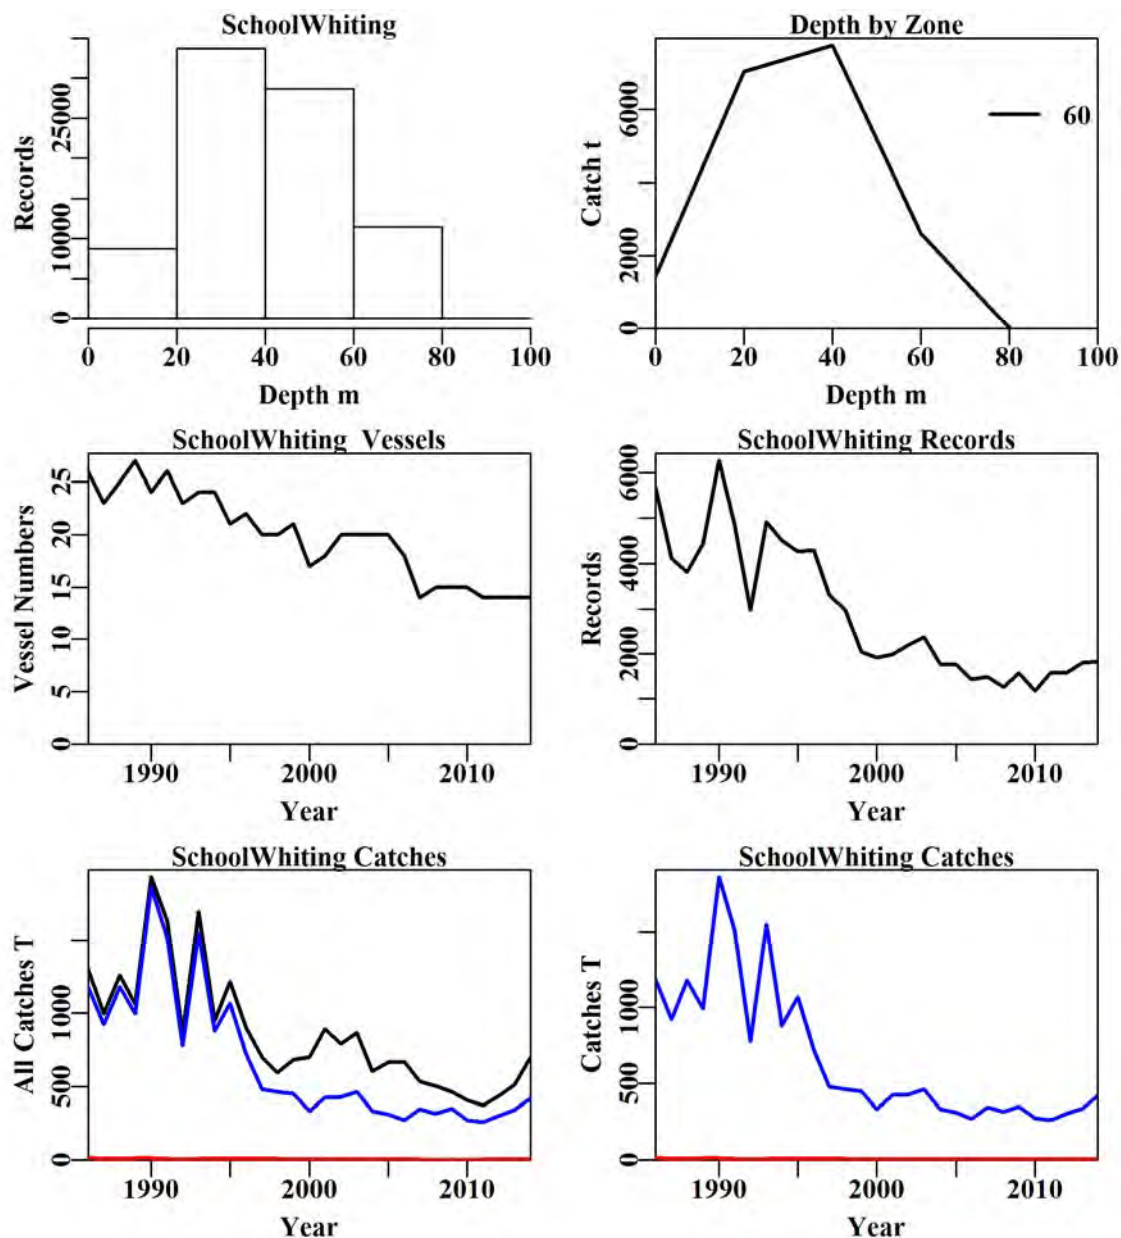 SchoolWhiting
Records
0
10000
25000
0 20 40 60 80 100
Depth m
Depth by Zone
Catch t
0
2000
6000
60
0 20 40 60 80 100
Depth m
SchoolWhiting Vessels
Vessel Numbers
0
5
10
15
20
25
1990 2000 2010
Year
SchoolWhiting Records
Records
0
2000
4000
6000
1990 2000 2010
Year
SchoolWhiting Catches
All Catches T
0
500
1000
1990 2000 2010
Year
SchoolWhiting Catches
Catches T
0
500
1000
1990 2000 2010
Year